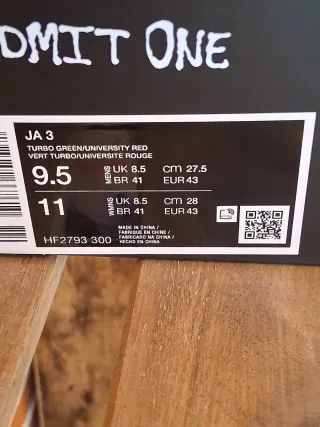 DMIT ONE
JA 3
TURBO GREEN/UNIVERSITY RED
VERT TURBO/UNIVERSITE ROUGE
9.5 MENS UK 8.5 CM 27.5
BR 41 EUR 43
11 WMNS UK 8.5 CM 28
BR 41 EUR 43
MADE IN CHINA /
FABRIQUE EN CHINE /
FABRICADO NA CHINA /
HECHO EN CHINA
HF2793 300